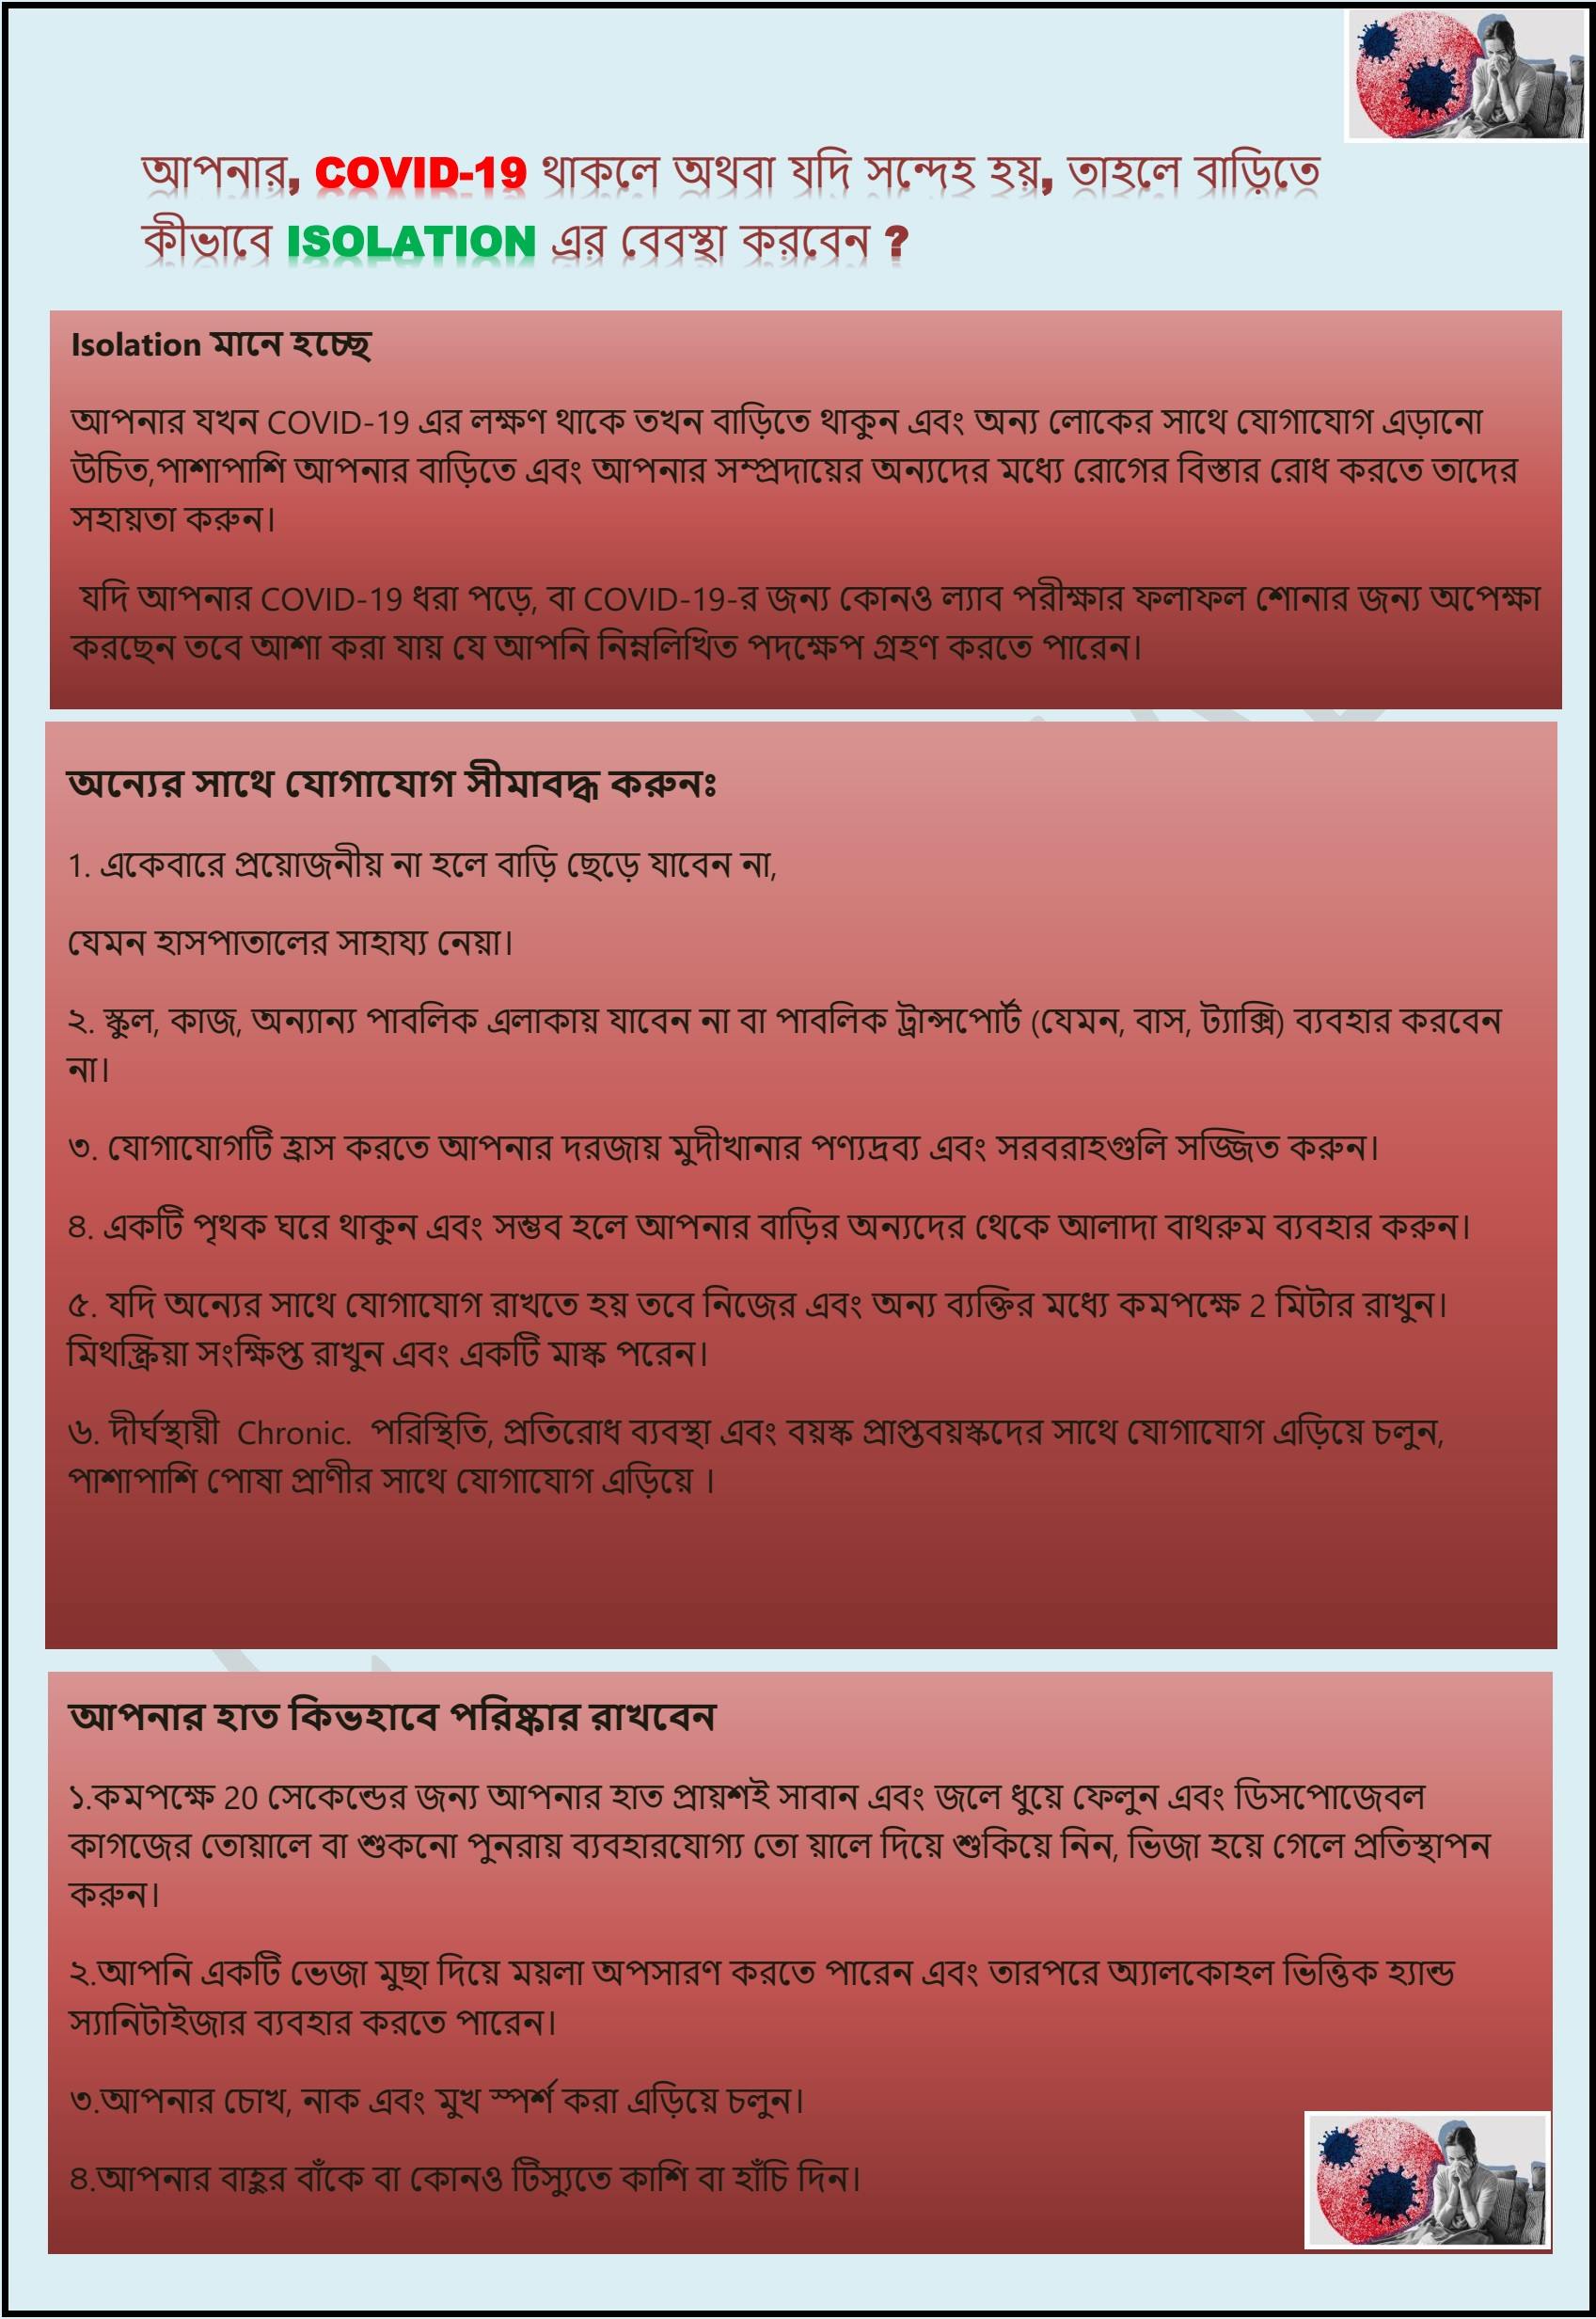 আপনার, COVID-19 থাকলে অথবা যদি সন্দেহ হয়, তাহলে বাড়িতে
কীভাবে ISOLATION এর বেবস্থা করবেন ?
Isolation মানে হচ্ছে
আপনার যখন COVID-19 এর লক্ষণ থাকে তখন বাড়িতে থাকুন এবং অন্য লোকের সাথে যোগাযোগ এড়ানো
উচিত,পাশাপাশি আপনার বাড়িতে এবং আপনার সম্প্রদায়ের অন্যদের মধ্যে রোগের বিস্তার রোধ করতে তাদের
সহায়তা করুন।
যদি আপনার COVID-19 ধরা পড়ে, বা COVID-19-র জন্য কোনও ল্যাব পরীক্ষার ফলাফল শোনার জন্য অপেক্ষা
করছেন তবে আশা করা যায় যে আপনি নিম্নলিখিত পদক্ষেপ গ্রহণ করতে পারেন।
অন্যের সাথে যোগাযোগ সীমাবদ্ধ করুনঃ
1. একেবারে প্রয়োজনীয় না হলে বাড়ি ছেড়ে যাবেন না,
যেমন হাসপাতালের সাহায্য নেয়া।
২. স্কুল, কাজ, অন্যান্য পাবলিক এলাকায় যাবেন না বা পাবলিক ট্রান্সপোর্ট (যেমন, বাস, ট্যাক্সি) ব্যবহার করবেন
না।
৩. যোগাযোগটি হ্রাস করতে আপনার দরজায় মুদীখানার পণ্যদ্রব্য এবং সরবরাহগুলি সজ্জিত করুন।
৪. একটি পৃথক ঘরে থাকুন এবং সম্ভব হলে আপনার বাড়ির অন্যদের থেকে আলাদা বাথরুম ব্যবহার করুন।
৫. যদি অন্যের সাথে যোগাযোগ রাখতে হয় তবে নিজের এবং অন্য ব্যক্তির মধ্যে কমপক্ষে 2 মিটার রাখুন।
মিথস্ক্রিয়া সংক্ষিপ্ত রাখুন এবং একটি মাস্ক পরেন।
৬. দীর্ঘস্থায়ী Chronic. পরিস্থিতি, প্রতিরোধ ব্যবস্থা এবং বয়স্ক প্রাপ্তবয়স্কদের সাথে যোগাযোগ এড়িয়ে চলুন,
পাশাপাশি পোষা প্রাণীর সাথে যোগাযোগ এড়িয়ে ।
আপনার হাত কিভহাবে পরিষ্কার রাখবেন
১.কমপক্ষে 20 সেকেন্ডের জন্য আপনার হাত প্রায়শই সাবান এবং জলে ধুয়ে ফেলুন এবং ডিসপোজেবল
কাগজের তোয়ালে বা শুকনো পুনরায় ব্যবহারযোগ্য তো য়ালে দিয়ে শুকিয়ে নিন, ভিজা হয়ে গেলে প্রতিস্থাপন
করুন।
২.আপনি একটি ভেজা মুছা দিয়ে ময়লা অপসারণ করতে পারেন এবং তারপরে অ্যালকোহল ভিত্তিক হ্যান্ড
স্যানিটাইজার ব্যবহার করতে পারেন।
৩.আপনার চোখ, নাক এবং মুখ স্পর্শ করা এড়িয়ে চলুন।
৪.আপনার বাহুর বাঁকে বা কোনও টিস্যুতে কাশি বা হাঁচি দিন।